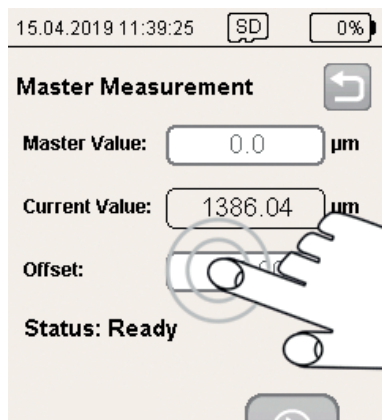 15.04.2019 11:39:25 SD 0%
Master Measurement
Master Value: 0.0 µm
Current Value: 1386.04 µm
Offset:
Status: Ready